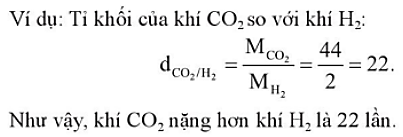 Ví dụ: Tỉ khối của khí CO₂ so với khí H₂:
d_{CO₂/H₂} = M_{CO₂} / M_{H₂} = 44 / 2 = 22.
Như vậy, khí CO₂ nặng hơn khí H₂ là 22 lần.